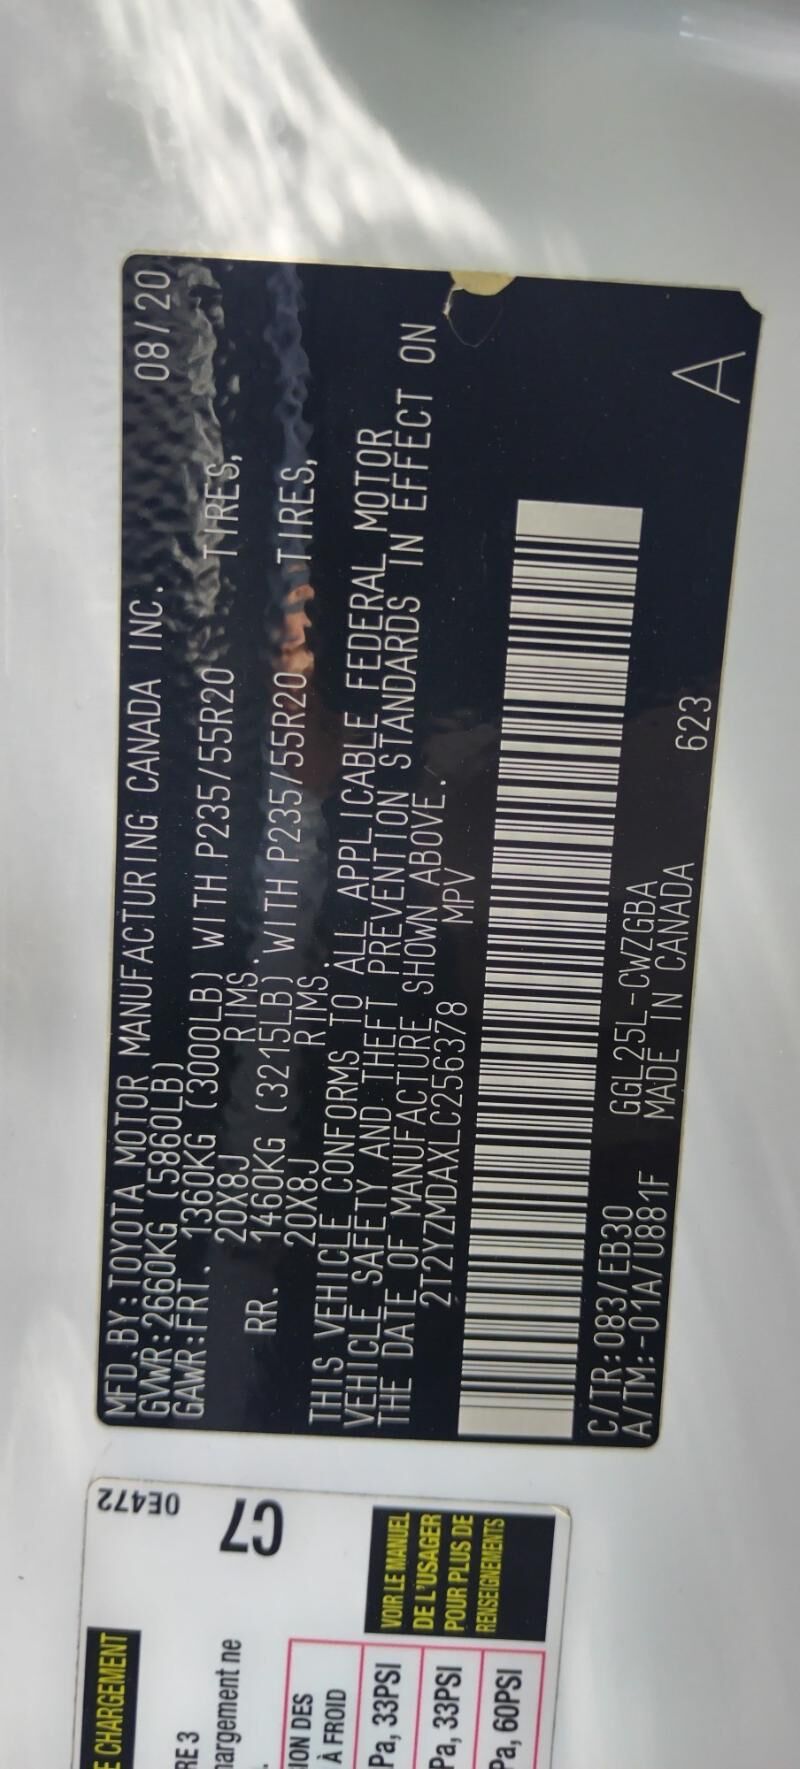 MFD.BY:TOYOTA MOTOR MANUFACTURING CANADA INC. 08/20
GVWR:2660KG (5860LB)
GAWR:FRT. 1360KG (3000LB) WITH P235/55R20 TIRES,
20X8J RIMS.
RR. 1460KG (3215LB) WITH P235/55R20 TIRES,
20X8J RIMS.
THIS VEHICLE CONFORMS TO ALL APPLICABLE FEDERAL MOTOR
VEHICLE SAFETY AND THEFT PREVENTION STANDARDS IN EFFECT ON
THE DATE OF MANUFACTURE SHOWN ABOVE.
2T2YZMDAXLC256378 MPV
C/TR:083/EB30 GGL25L-CWZGBA
A/TM:-01A/U881F MADE IN CANADA 623
A
0E472
C7
E CHARGEMENT
RE 3
hargement ne
ION DES
À FROID
Pa, 33PSI
Pa, 33PSI
Pa, 60PSI
VOIR LE MANUEL
DE L'USAGER
POUR PLUS DE
RENSEIGNEMENTS